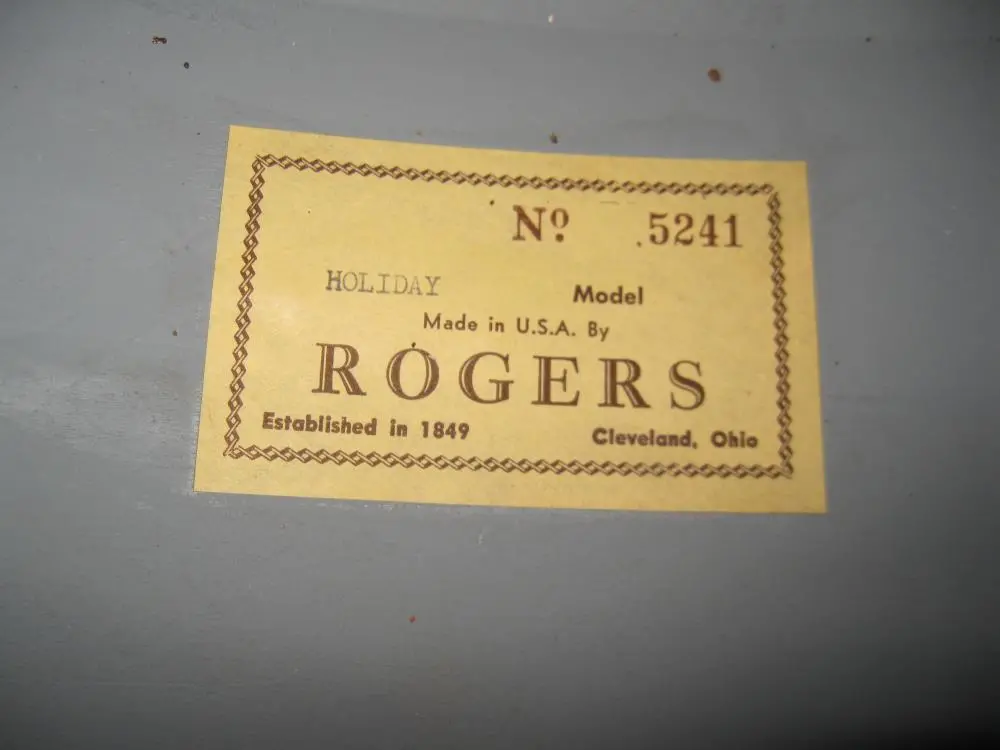 Nº 5241
HOLIDAY Model
Made in U.S.A. By
ROGERS
Established in 1849 Cleveland, Ohio